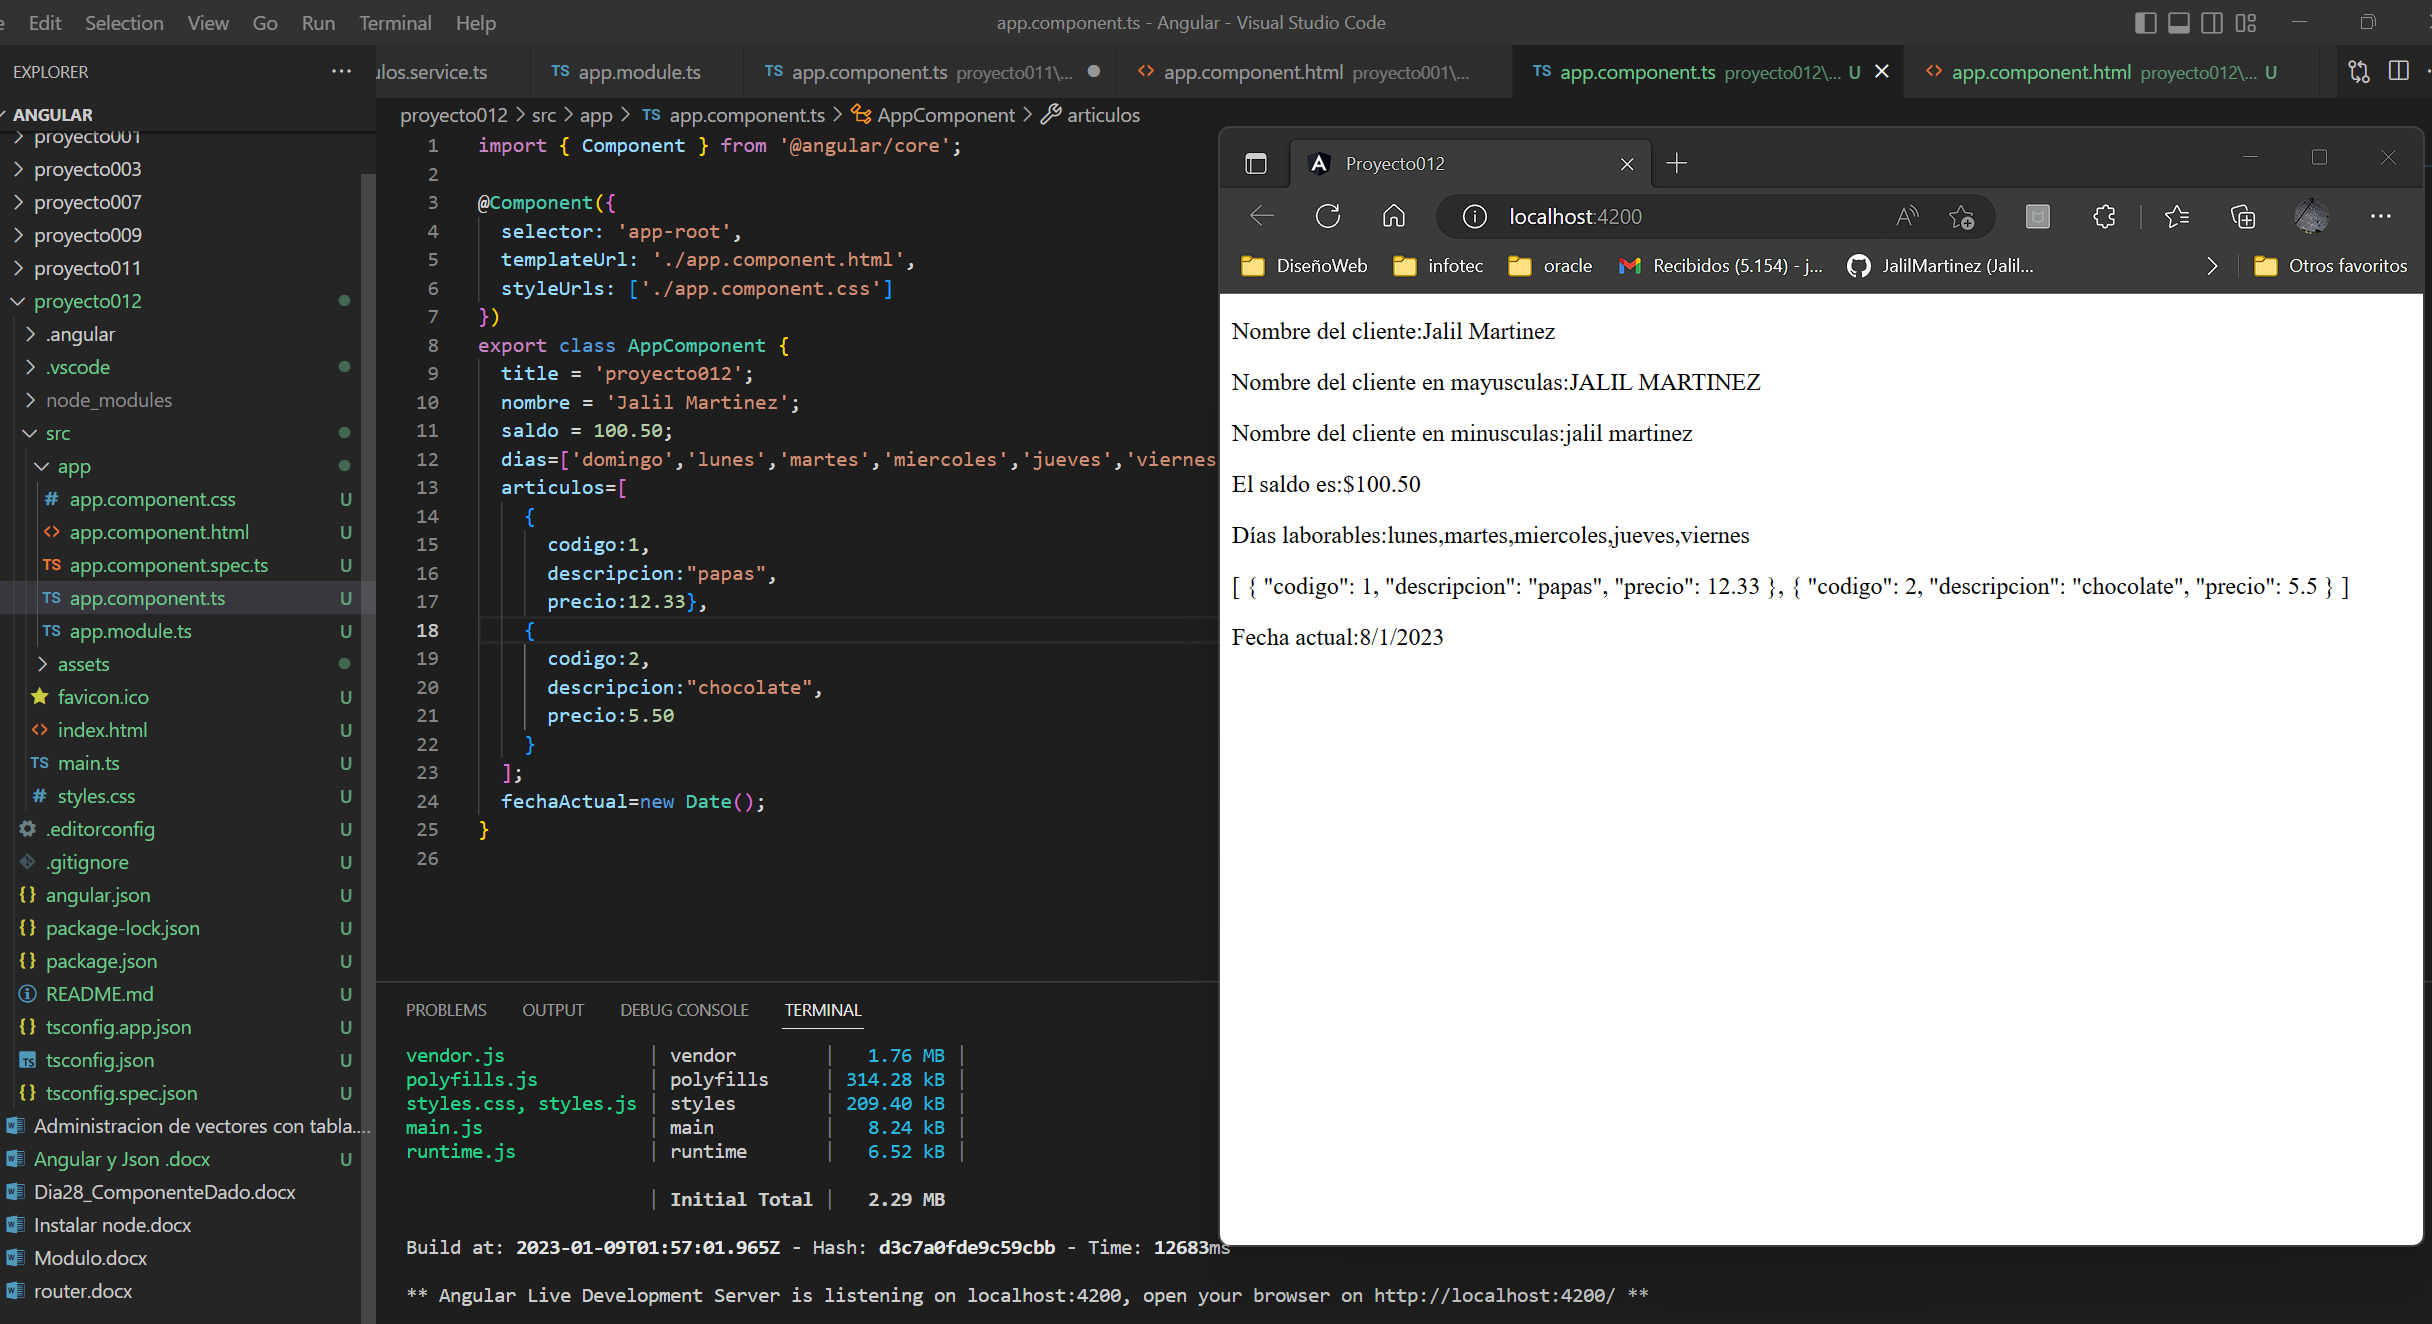 Edit Selection View Go Run Terminal Help
app.component.ts - Angular - Visual Studio Code
EXPLORER
ulos.service.ts
TS app.module.ts
TS app.component.ts proyecto011\...
<> app.component.html proyecto001\...
TS app.component.ts proyecto012\... U
<> app.component.html proyecto012\... U
ANGULAR
proyecto001
proyecto003
proyecto007
proyecto009
proyecto011
proyecto012
.angular
.vscode
node_modules
src
app
# app.component.css U
<> app.component.html U
TS app.component.spec.ts U
TS app.component.ts U
TS app.module.ts U
assets
favicon.ico U
<> index.html U
TS main.ts U
# styles.css U
.editorconfig U
.gitignore U
{} angular.json U
{} package-lock.json U
{} package.json U
README.md U
{} tsconfig.app.json U
TS tsconfig.json U
{} tsconfig.spec.json U
Administracion de vectores con tabla....
Angular y Json .docx U
Dia28_ComponenteDado.docx
Instalar node.docx
Modulo.docx
router.docx
proyecto012 > src > app > TS app.component.ts > AppComponent > articulos
1 import { Component } from '@angular/core';
2
3 @Component({
4 selector: 'app-root',
5 templateUrl: './app.component.html',
6 styleUrls: ['./app.component.css']
7 })
8 export class AppComponent {
9 title = 'proyecto012';
10 nombre = 'Jalil Martinez';
11 saldo = 100.50;
12 dias=['domingo','lunes','martes','miercoles','jueves','viernes
13 articulos=[
14 {
15 codigo:1,
16 descripcion:"papas",
17 precio:12.33},
18 {
19 codigo:2,
20 descripcion:"chocolate",
21 precio:5.50
22 }
23 ];
24 fechaActual=new Date();
25 }
26
PROBLEMS OUTPUT DEBUG CONSOLE TERMINAL
vendor.js | vendor | 1.76 MB |
polyfills.js | polyfills | 314.28 kB |
styles.css, styles.js | styles | 209.40 kB |
main.js | main | 8.24 kB |
runtime.js | runtime | 6.52 kB |
| Initial Total | 2.29 MB
Build at: 2023-01-09T01:57:01.965Z - Hash: d3c7a0fde9c59cbb - Time: 12683ms
** Angular Live Development Server is listening on localhost:4200, open your browser on http://localhost:4200/ **
Proyecto012
localhost:4200
DiseñoWeb infotec oracle Recibidos (5.154) - j... JalilMartinez (Jalil... Otros favoritos
Nombre del cliente:Jalil Martinez
Nombre del cliente en mayusculas:JALIL MARTINEZ
Nombre del cliente en minusculas:jalil martinez
El saldo es:$100.50
Días laborables:lunes,martes,miercoles,jueves,viernes
[ { "codigo": 1, "descripcion": "papas", "precio": 12.33 }, { "codigo": 2, "descripcion": "chocolate", "precio": 5.5 } ]
Fecha actual:8/1/2023